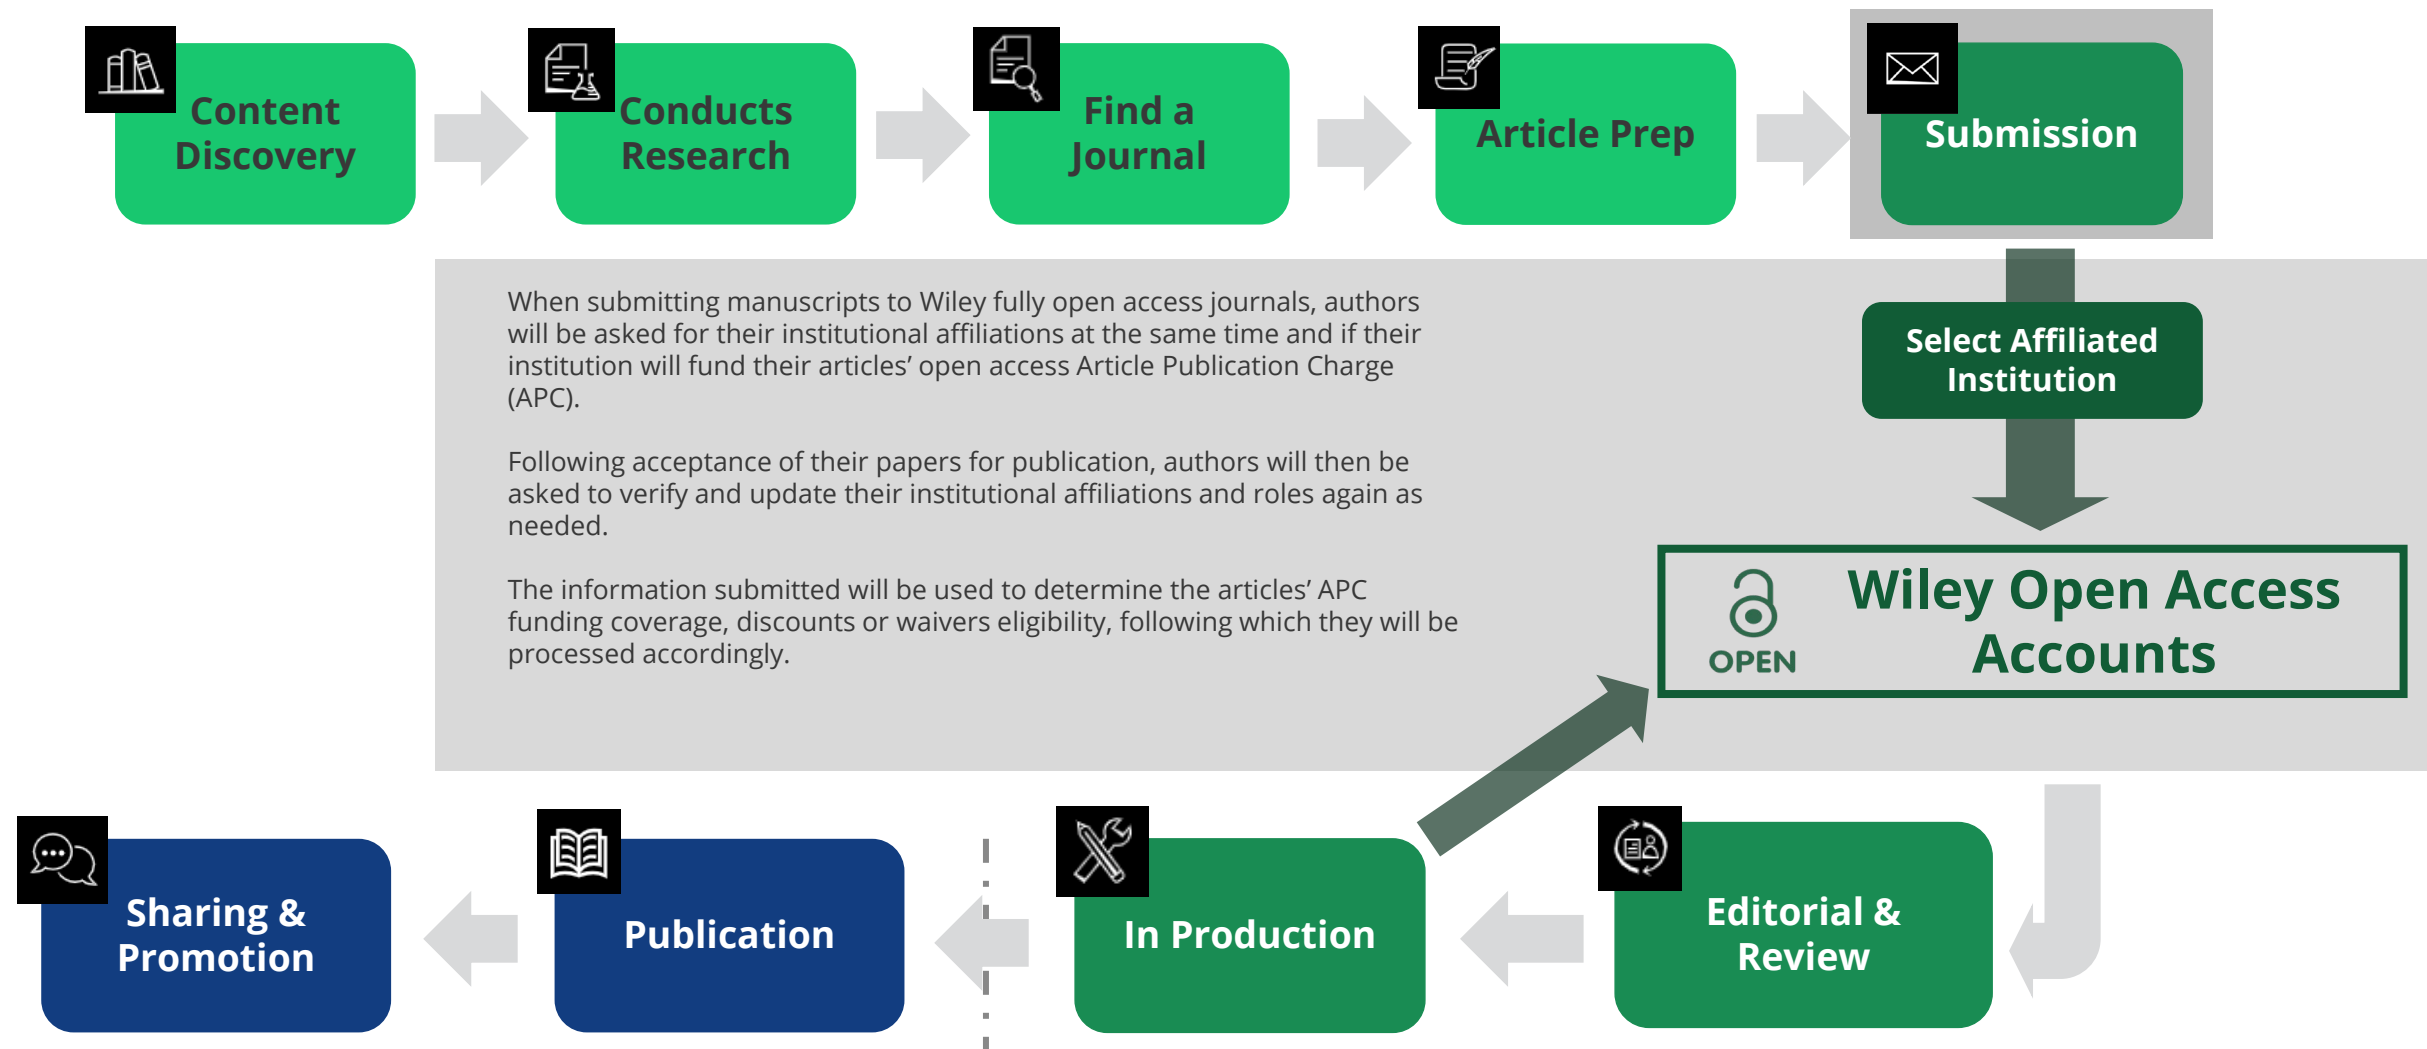 Content
Discovery
Conducts
Research
Find a
Journal
Article Prep
Submission
When submitting manuscripts to Wiley fully open access journals, authors
will be asked for their institutional affiliations at the same time and if their
institution will fund their articles’ open access Article Publication Charge
(APC).
Following acceptance of their papers for publication, authors will then be
asked to verify and update their institutional affiliations and roles again as
needed.
The information submitted will be used to determine the articles’ APC
funding coverage, discounts or waivers eligibility, following which they will be
processed accordingly.
Select Affiliated
Institution
OPEN
Wiley Open Access
Accounts
Sharing &
Promotion
Publication
In Production
Editorial &
Review